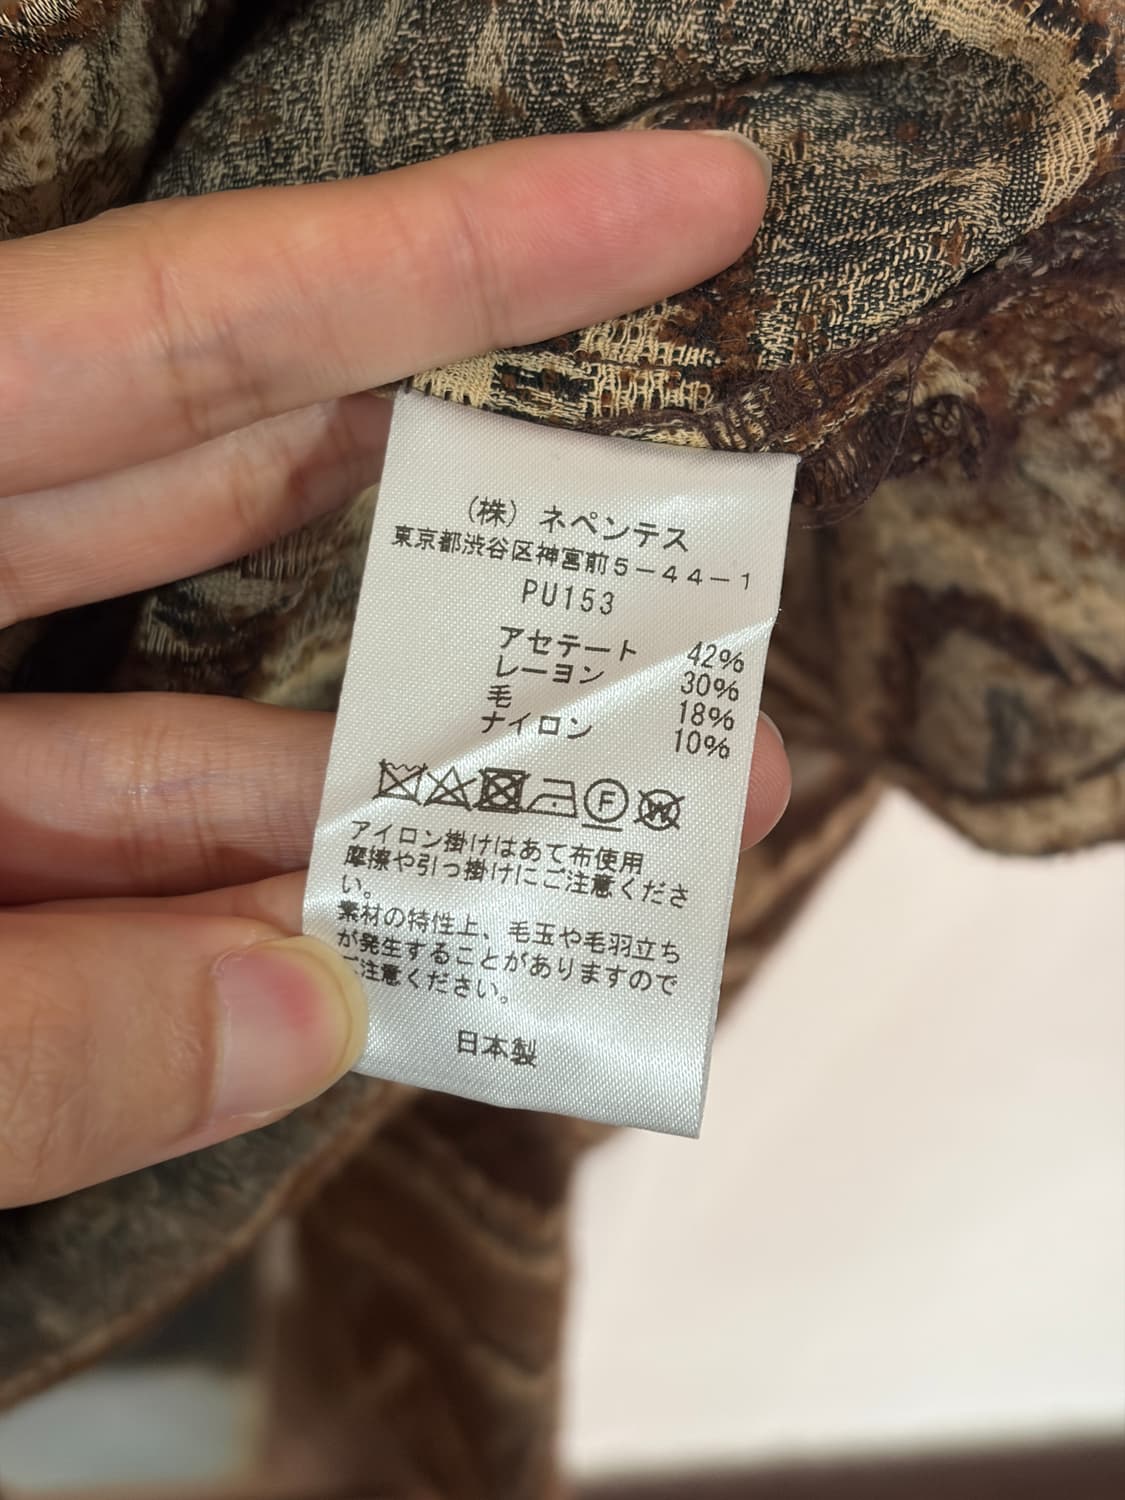 (株) ネペンテス
東京都渋谷区神宮前5-44-1
PU153
アセテート 42%
レーヨン 30%
毛 18%
ナイロン 10%
F W
アイロン掛けはあて布使用
摩擦や引っ掛けにご注意くださ
い。
素材の特性上、毛玉や毛羽立ち
が発生することがありますので
ご注意ください。
日本製